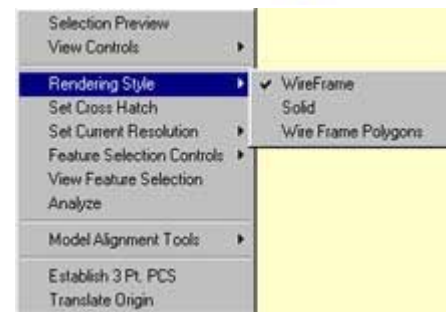 Selection Preview
View Controls
Rendering Style
WireFrame
Set Cross Hatch
Solid
Set Current Resolution
Wire Frame Polygons
Feature Selection Controls
View Feature Selection
Analyze
Model Alignment Tools
Establish 3 Pt. PCS
Translate Origin